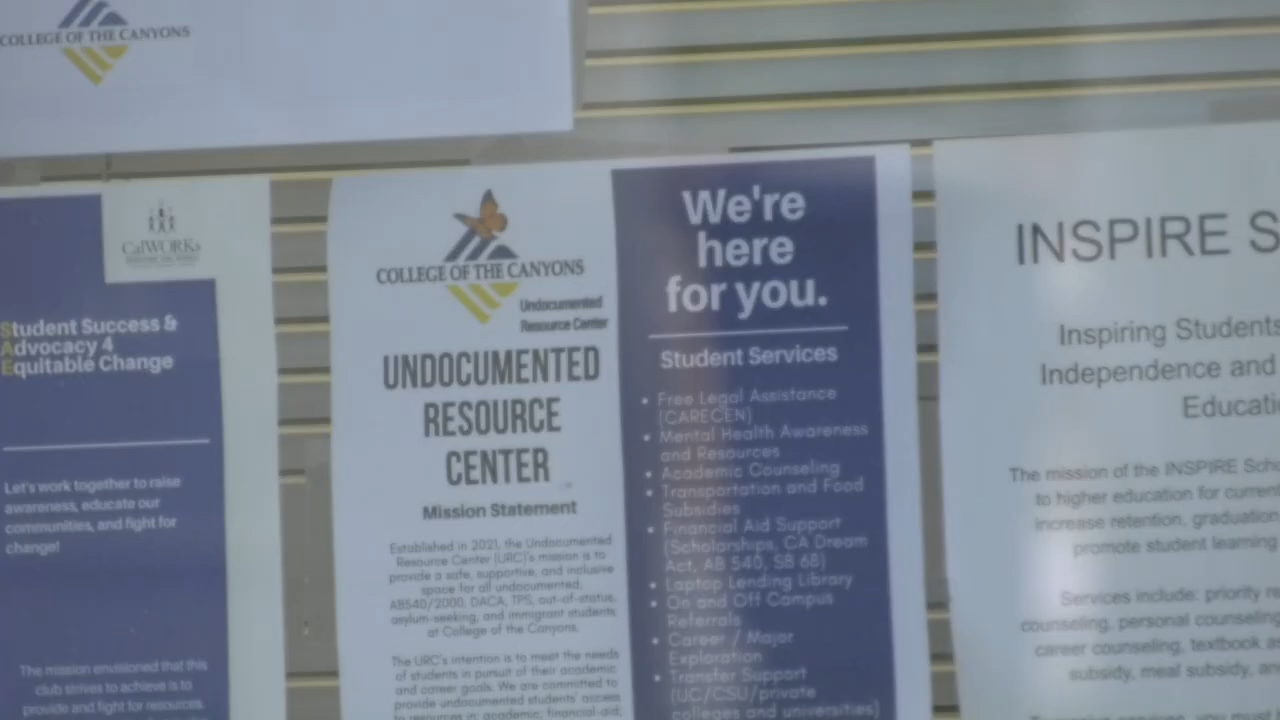 COLLEGE OF THE CANYONS
CalWORKs
Student Success &
Advocacy 4
Equitable Change
Let's work together to raise
awareness, educate our
communities, and fight for
change!
The mission envisioned that this
club strives to achieve is to
provide and fight for resources.
COLLEGE OF THE CANYONS
Undocumented
Resource Center
UNDOCUMENTED
RESOURCE
CENTER
Mission Statement
Established in 2021, the Undocumented
Resource Center (URC)'s mission is to
provide a safe, supportive, and inclusive
space for all undocumented,
AB540/2000, DACA, TPS, out-of-status,
asylum-seeking, and immigrant students
at College of the Canyons.
The URC's intention is to meet the needs
of students in pursuit of their academic
and career goals. We are committed to
provide undocumented students' access
to resources in: academic, financial-aid,
We're
here
for you.
Student Services
• Free Legal Assistance
(CARECEN)
• Mental Health Awareness
and Resources
• Academic Counseling
• Transportation and Food
Subsidies
• Financial Aid Support
(Scholarships, CA Dream
Act, AB 540, SB 68)
• Laptop Lending Library
• On and Off Campus
Referrals
• Career / Major
Exploration
• Transfer Support
(UC/CSU/private
colleges and universities)
INSPIRE S
Inspiring Students
Independence and
Educati
The mission of the INSPIRE Scho
to higher education for current
increase retention, graduation
promote student learning
Services include: priority re
counseling, personal counseling
career counseling, textbook as
subsidy, meal subsidy, an